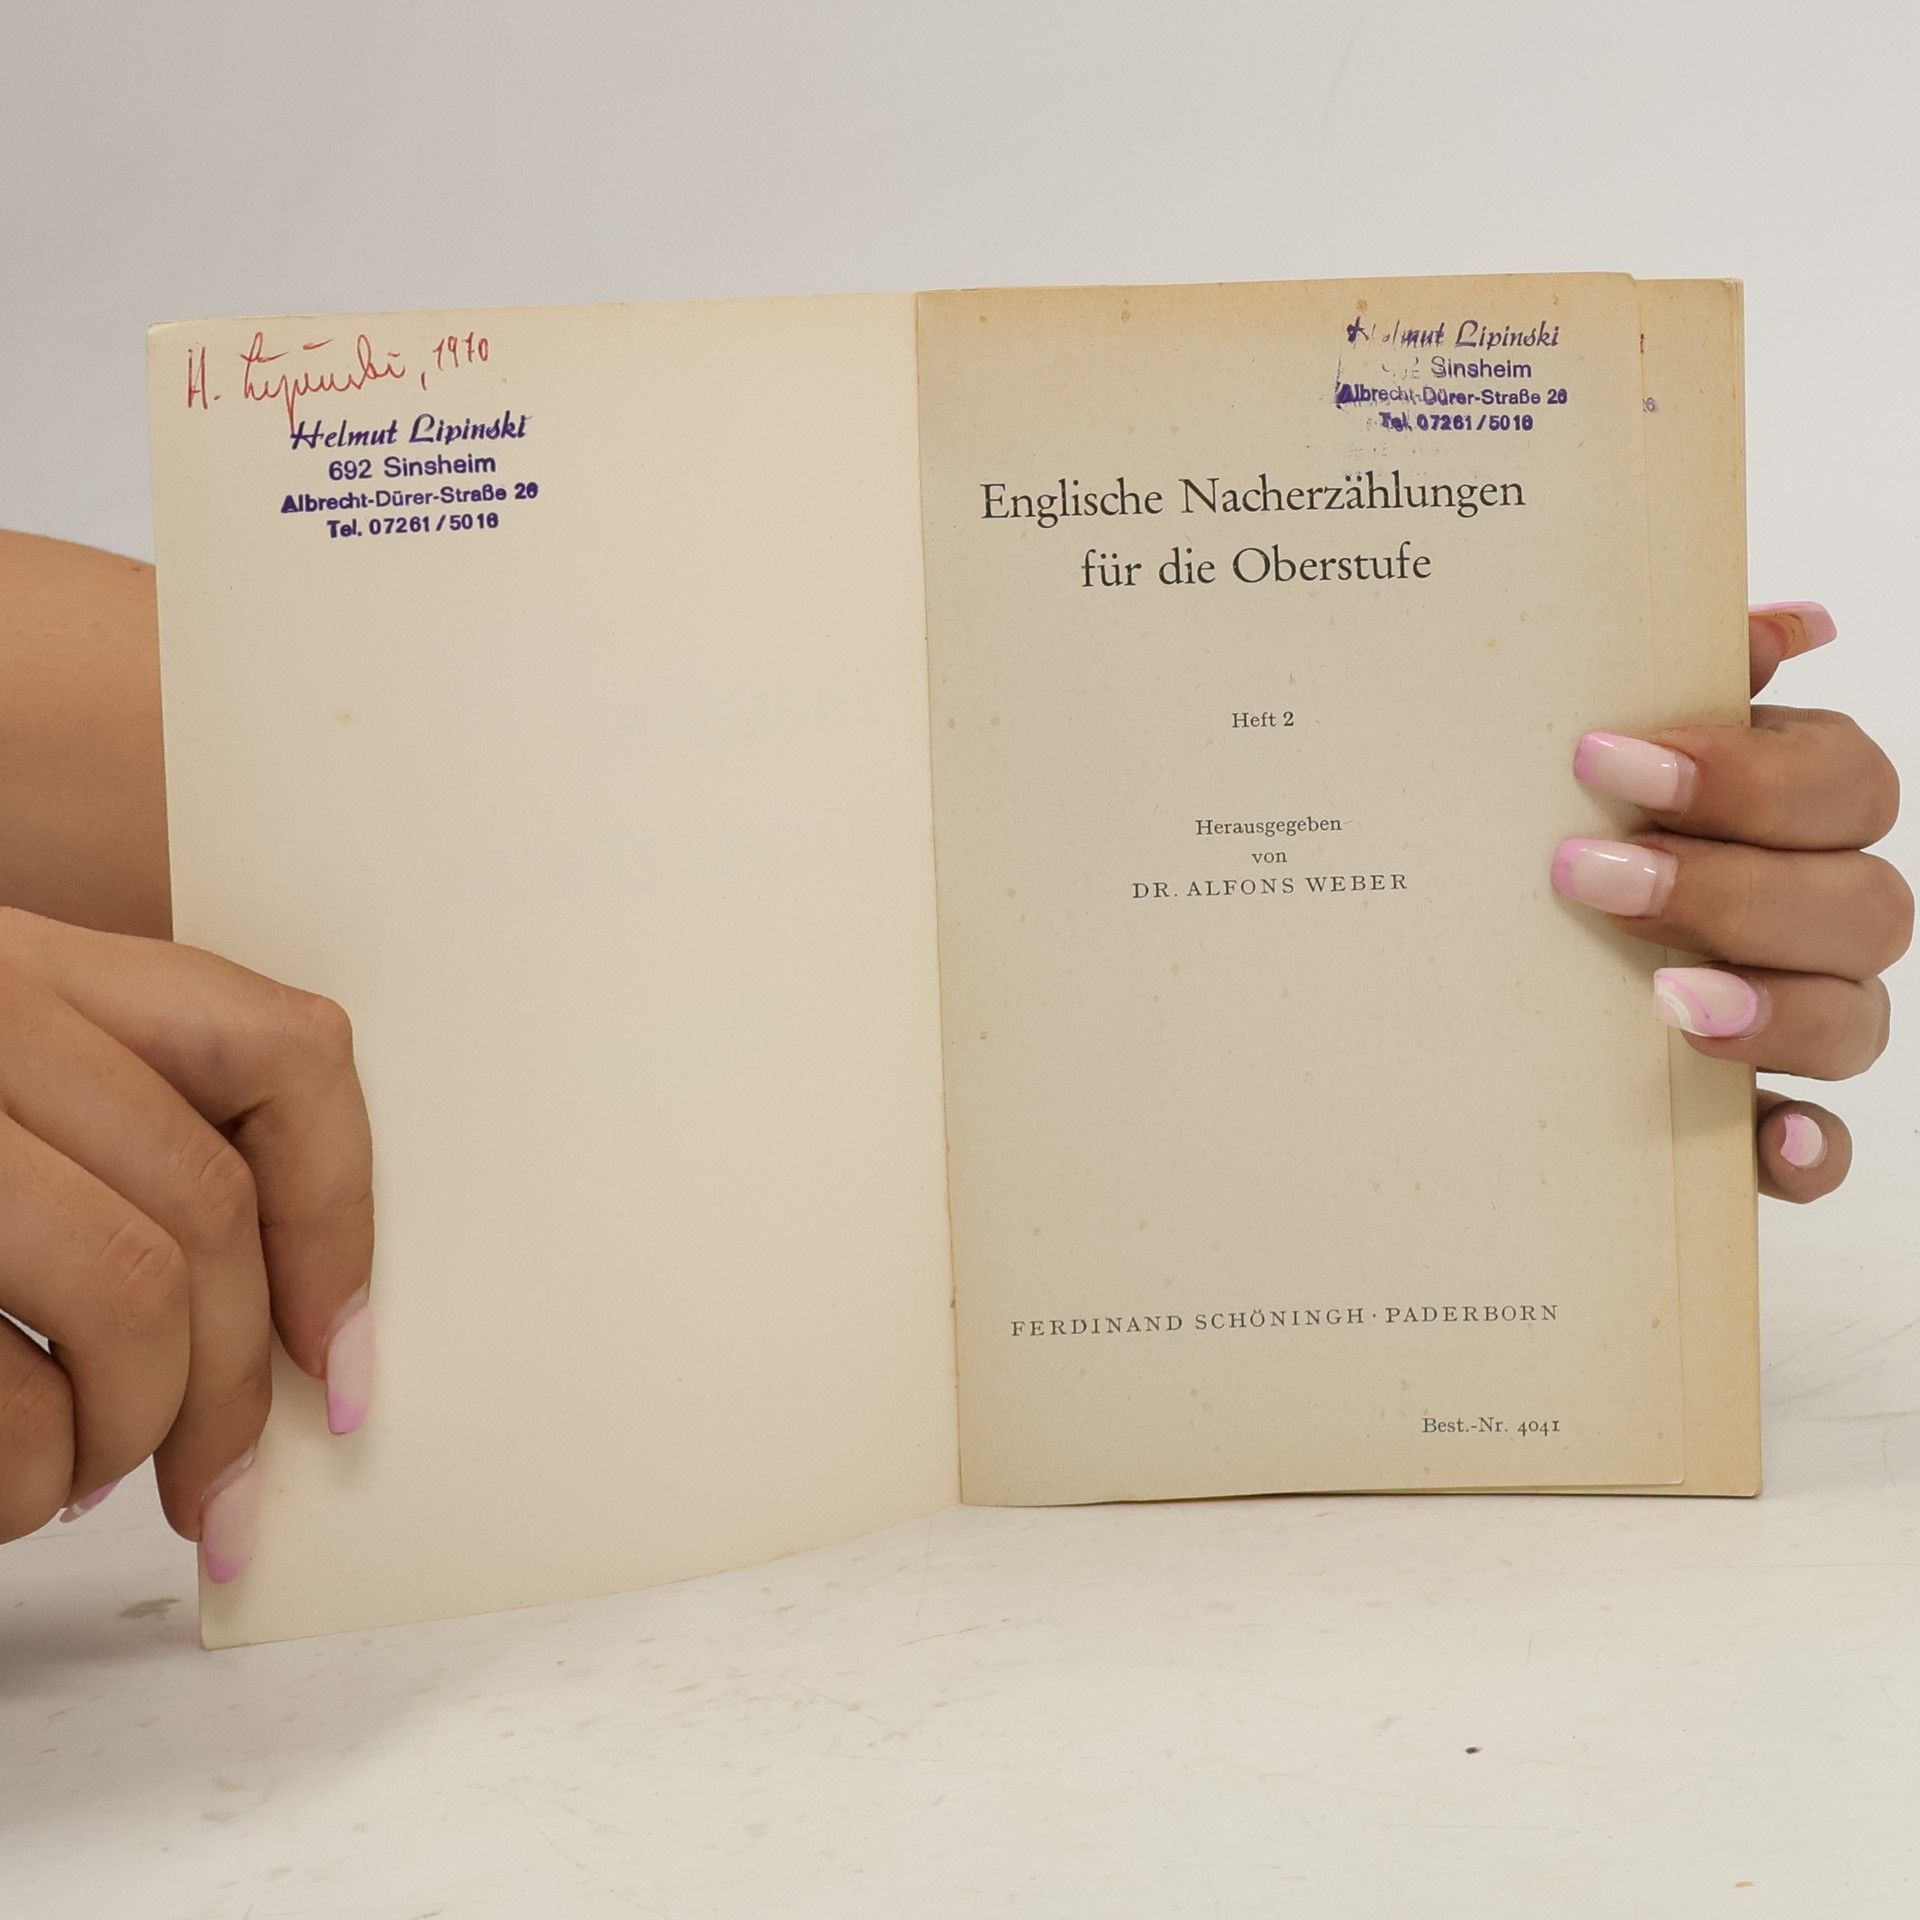 H. Lipinski, 1970
Helmut Lipinski
692 Sinsheim
Albrecht-Dürer-Straße 26
Tel. 07261/5016
Helmut Lipinski
Sinsheim
Albrecht-Dürer-Straße 26
Tel. 07261/5016
26
Englische Nacherzählungen
für die Oberstufe
Heft 2
Herausgegeben
von
DR. ALFONS WEBER
FERDINAND SCHÖNINGH · PADERBORN
Best.-Nr. 4041